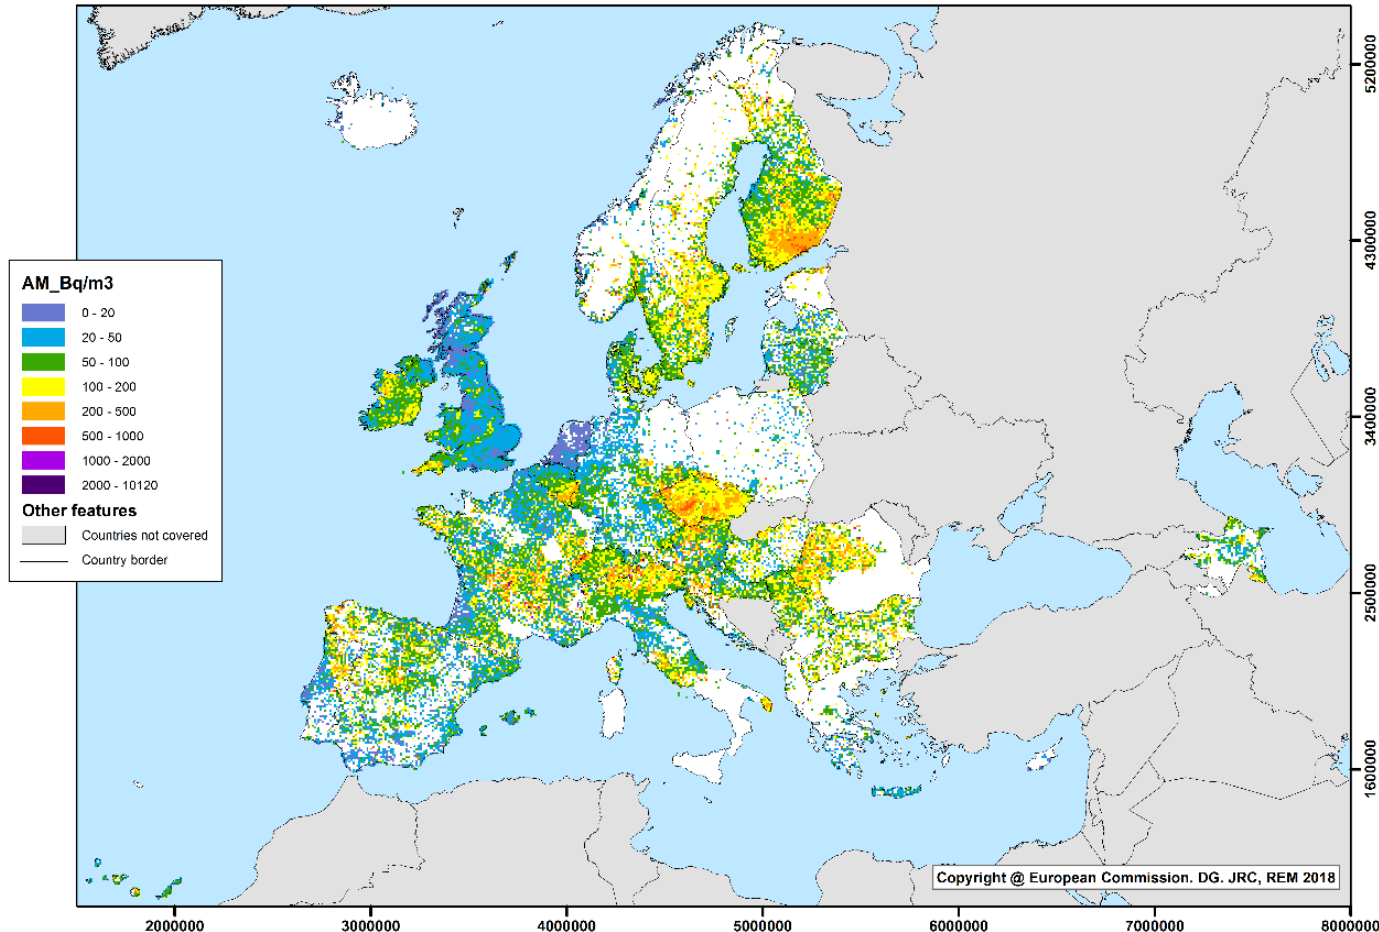 AM_Bq/m3
0 - 20
20 - 50
50 - 100
100 - 200
200 - 500
500 - 1000
1000 - 2000
2000 - 10120
Other features
Countries not covered
Country border
5200000
4300000
3400000
2500000
1600000
Copyright @ European Commission. DG. JRC, REM 2018
2000000 3000000 4000000 5000000 6000000 7000000 8000000